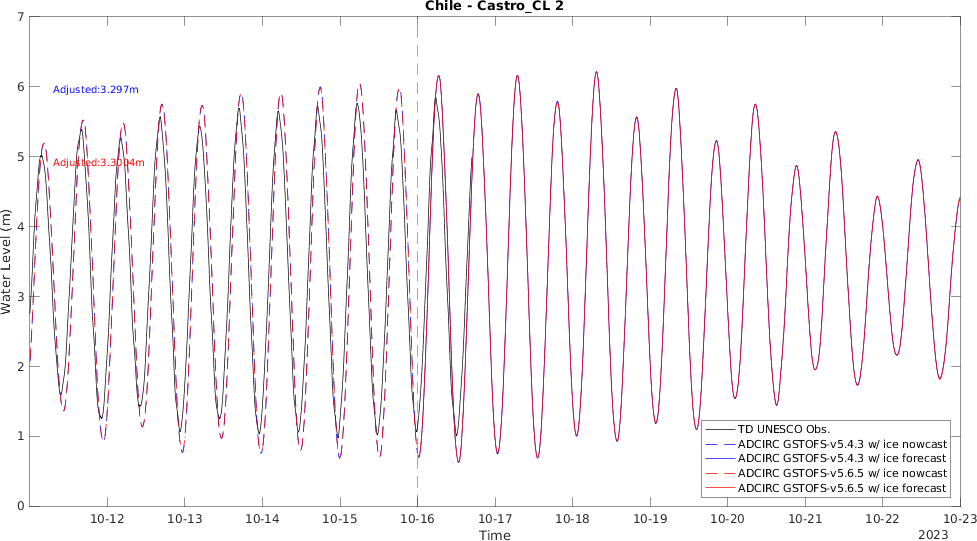 Chile - Castro_CL 2
7
6
5
4
3
2
1
0
Water Level (m)
Adjusted:3.297m
Adjusted:3.3004m
TD UNESCO Obs.
ADCIRC GSTOFS-v5.4.3 w/ ice nowcast
ADCIRC GSTOFS-v5.4.3 w/ ice forecast
ADCIRC GSTOFS-v5.6.5 w/ ice nowcast
ADCIRC GSTOFS-v5.6.5 w/ ice forecast
10-12 10-13 10-14 10-15 10-16 10-17 10-18 10-19 10-20 10-21 10-22 10-23
Time
2023